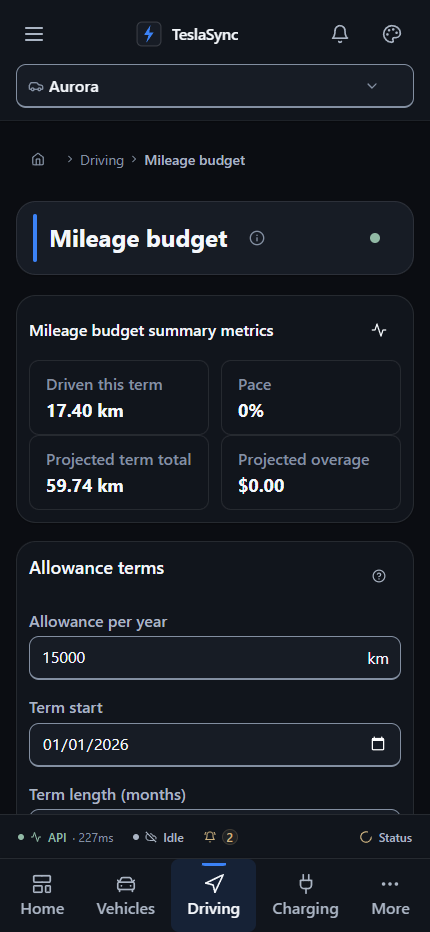 TeslaSync
Aurora
Driving Mileage budget
Mileage budget
Mileage budget summary metrics
Driven this term
17.40 km
Pace
0%
Projected term total
59.74 km
Projected overage
$0.00
Allowance terms
Allowance per year
15000 km
Term start
01/01/2026
Term length (months)
API · 227ms Idle 2 Status
Home Vehicles Driving Charging More